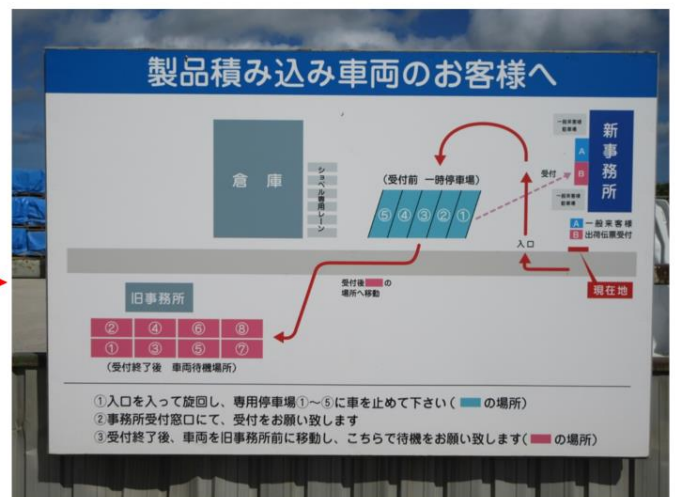 製品積み込み車両のお客様へ
一般来客様
駐車場
新事務所
A
B
受付
一般来客様
駐車場
A 一般来客様
B 出荷伝票受付
倉庫
ショベル専用レーン
(受付前 一時停車場)
⑤ ④ ③ ② ①
入口
現在地
受付後 の
場所へ移動
旧事務所
② ④ ⑥ ⑧
① ③ ⑤ ⑦
(受付終了後 車両待機場所)
①入口を入って旋回し、専用停車場①～⑤に車を止めて下さい( の場所)
②事務所受付窓口にて、受付をお願い致します
③受付終了後、車両を旧事務所前に移動し、こちらで待機をお願い致します( の場所)